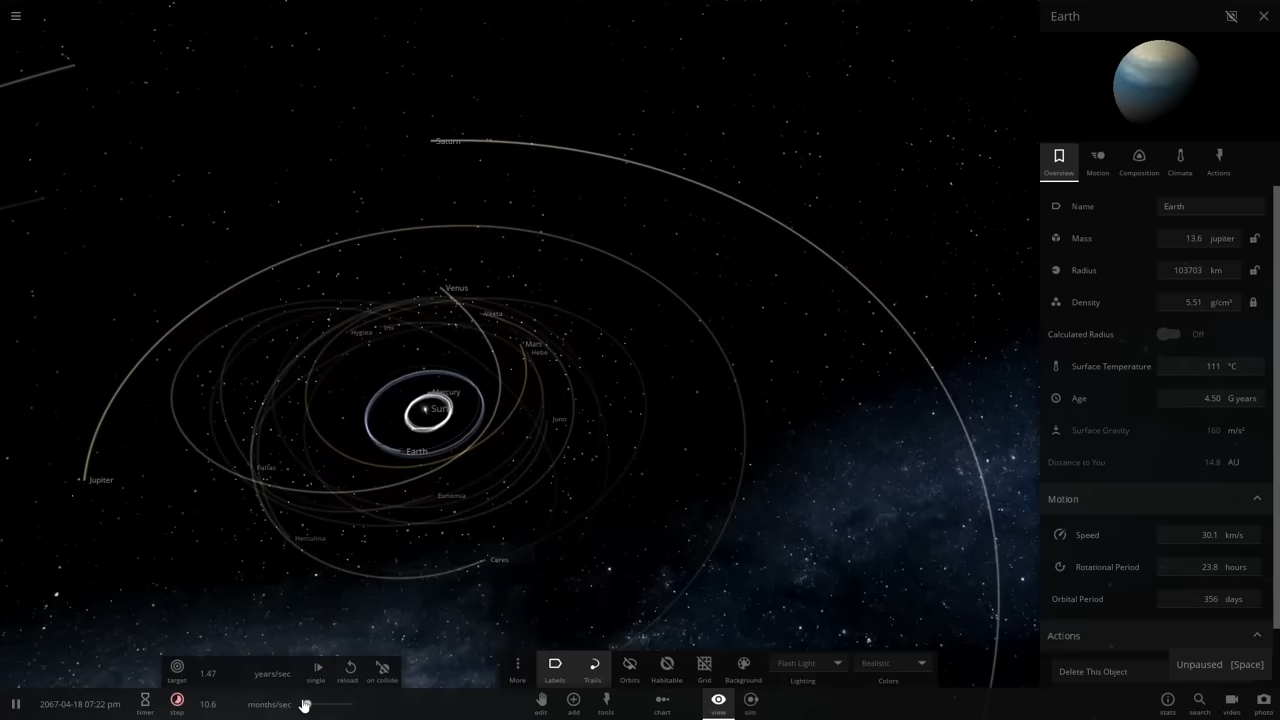 Earth
Overview
Motion
Composition
Climate
Actions
Name
Earth
Mass
13.6 jupiter
Radius
103703 km
Density
5.51 g/cm³
Calculated Radius
Off
Surface Temperature
111 °C
Age
4.50 G years
Surface Gravity
160 m/s²
Distance to You
14.8 AU
Motion
Speed
30.1 km/s
Rotational Period
23.8 hours
Orbital Period
356 days
Actions
Delete This Object
Unpaused [Space]
Saturn
Venus
Vesta
Iris
Hygiea
Mars
Hebe
Mercury
Sun
Juno
Earth
Pallas
Jupiter
Eunomia
Herculina
Ceres
target
1.47 years/sec
single
reload
on collide
More
Labels
Trails
Orbits
Habitable
Grid
Background
Flash Light
Lighting
Realistic
Colors
2067-04-18 07:22 pm
timer
step
10.6 months/sec
edit
add
tools
chart
view
sim
stats
search
video
photo